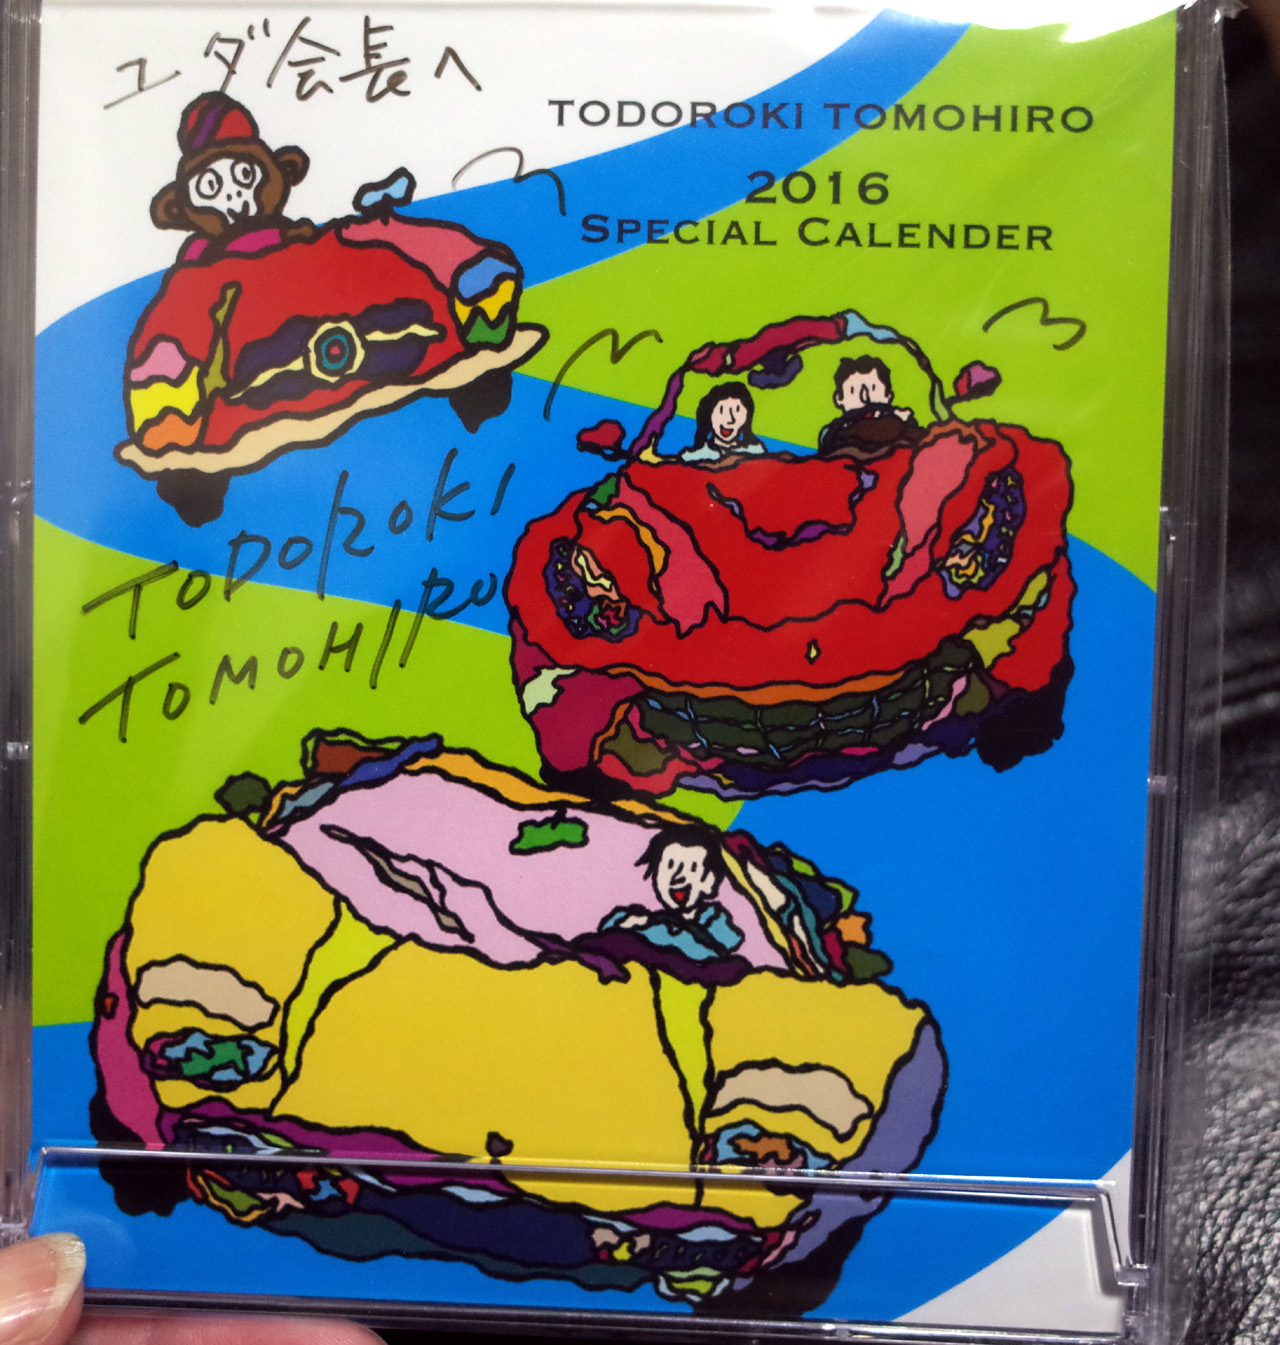 ユダ会長へ
TODOROKI TOMOHIRO
2016
SPECIAL CALENDER
TODOROKI
TOMOHIRO